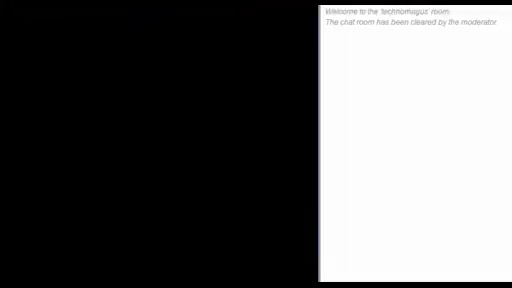 Welcome to the 'technomagus' room.
The chat room has been cleared by the moderator.